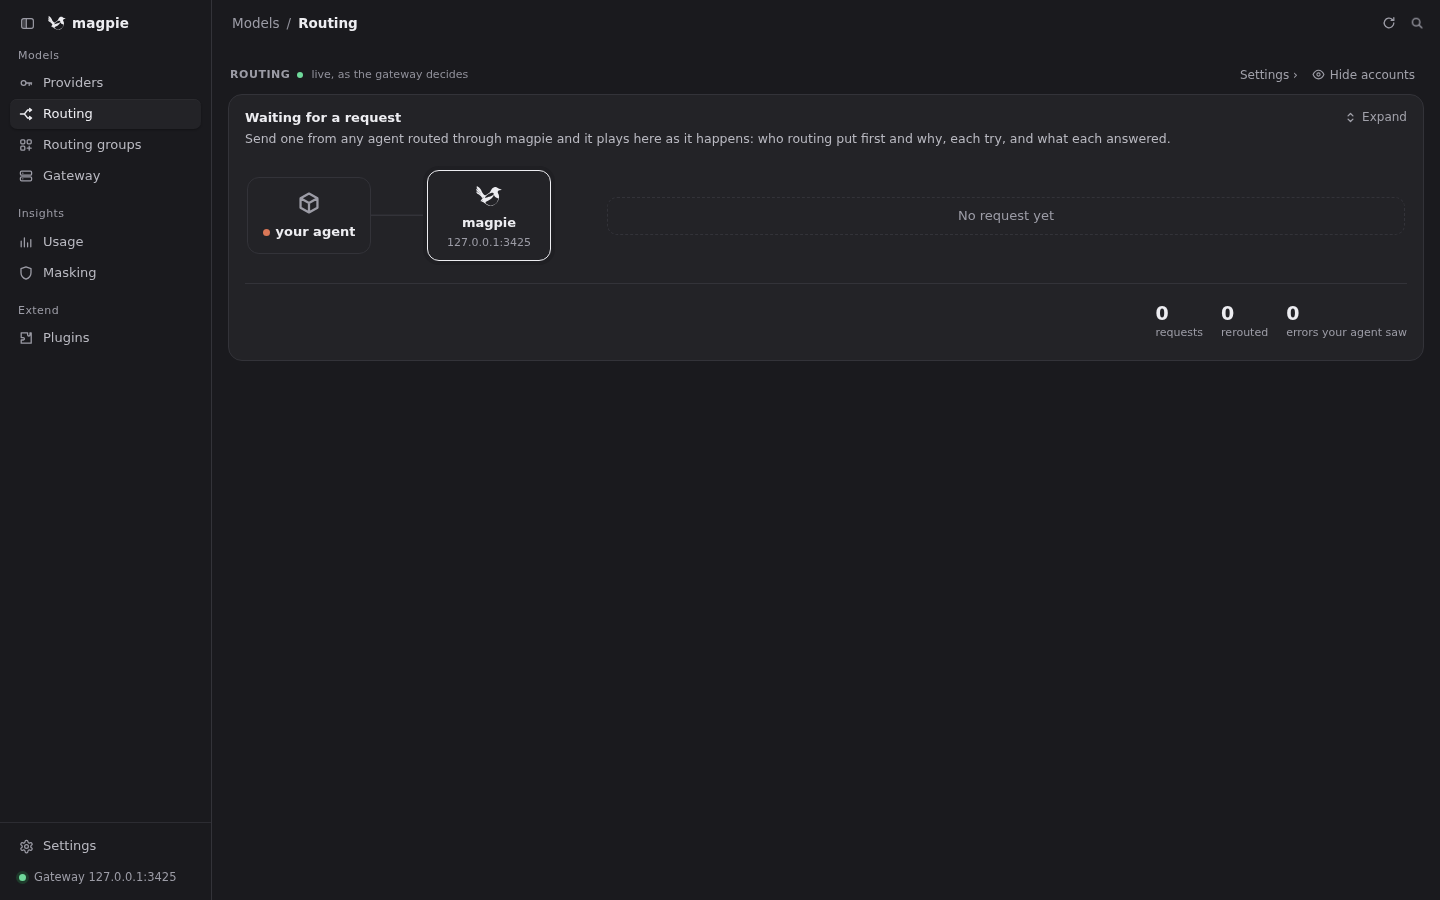 magpie
Models / Routing
Models
Providers
Routing
Routing groups
Gateway
Insights
Usage
Masking
Extend
Plugins
Settings
Gateway 127.0.0.1:3425
ROUTING live, as the gateway decides
Settings ›
Hide accounts
Waiting for a request
Expand
Send one from any agent routed through magpie and it plays here as it happens: who routing put first and why, each try, and what each answered.
your agent
magpie
127.0.0.1:3425
No request yet
0 requests
0 rerouted
0 errors your agent saw